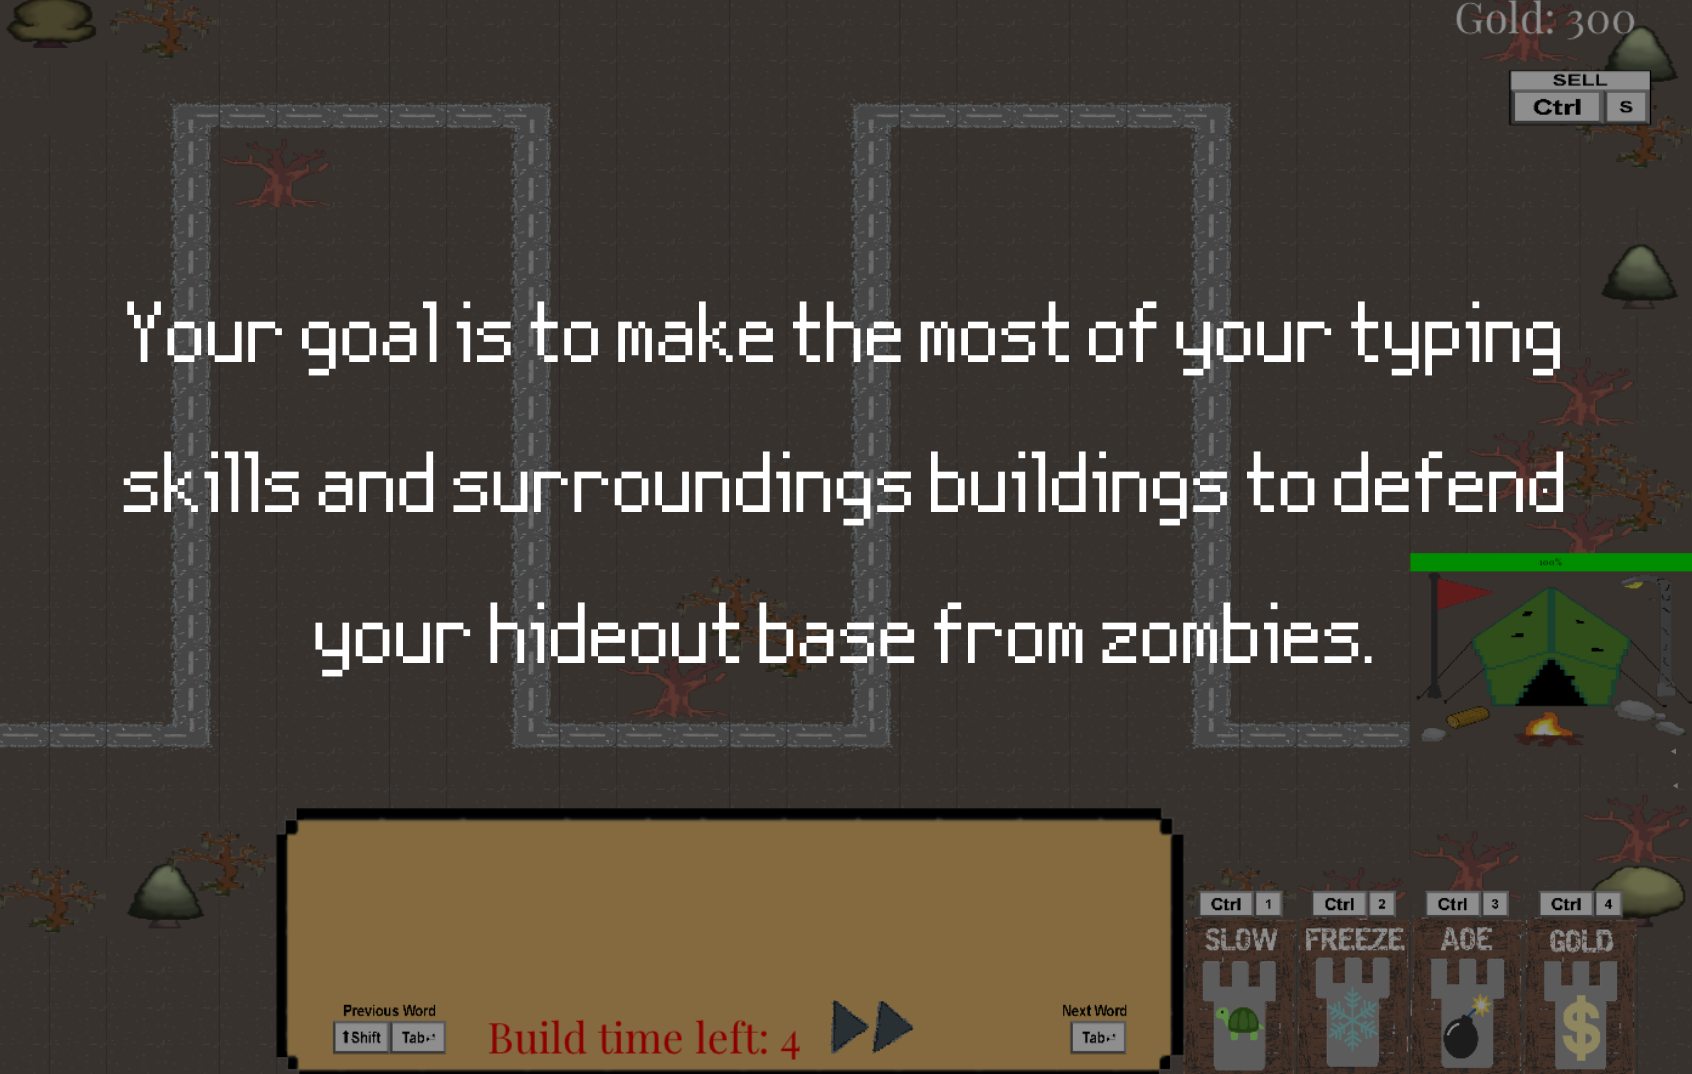 Gold: 300
SELL
Ctrl S
Your goal is to make the most of your typing
skills and surroundings buildings to defend
100%
your hideout base from zombies.
Ctrl 1 Ctrl 2 Ctrl 3 Ctrl 4
SLOW FREEZE AOE GOLD
Previous Word Next Word
Shift Tab Build time left: 4 Tab
$